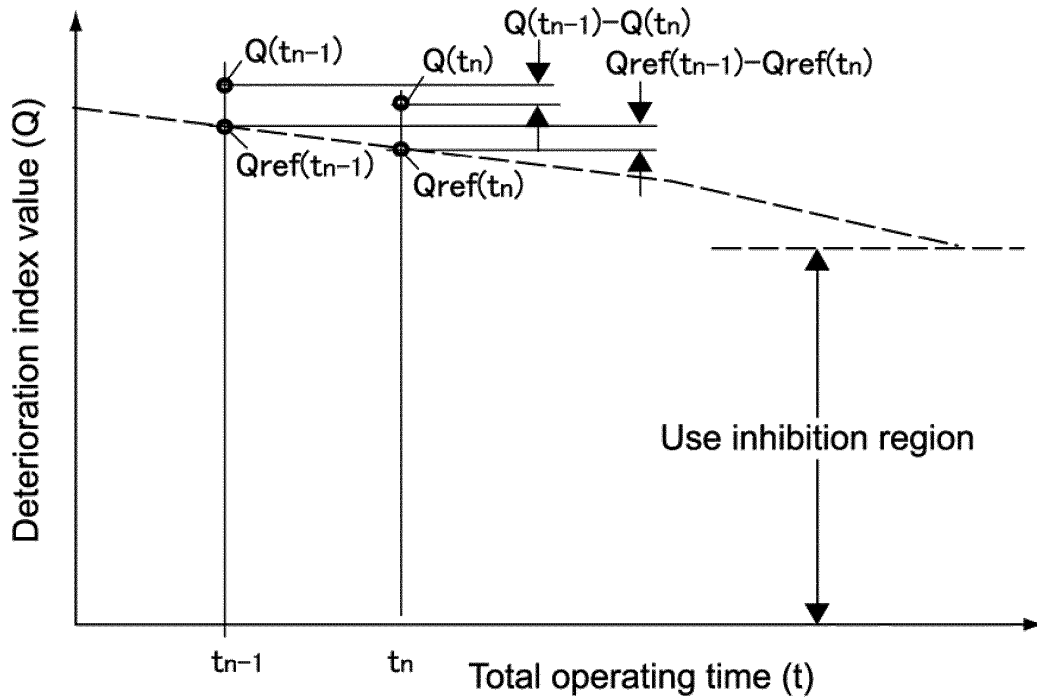 Q(tn-1)-Q(tn)
Q(tn-1)
Q(tn)
Qref(tn-1)-Qref(tn)
Qref(tn-1)
Qref(tn)
Deterioration index value (Q)
Use inhibition region
tn-1
tn
Total operating time (t)